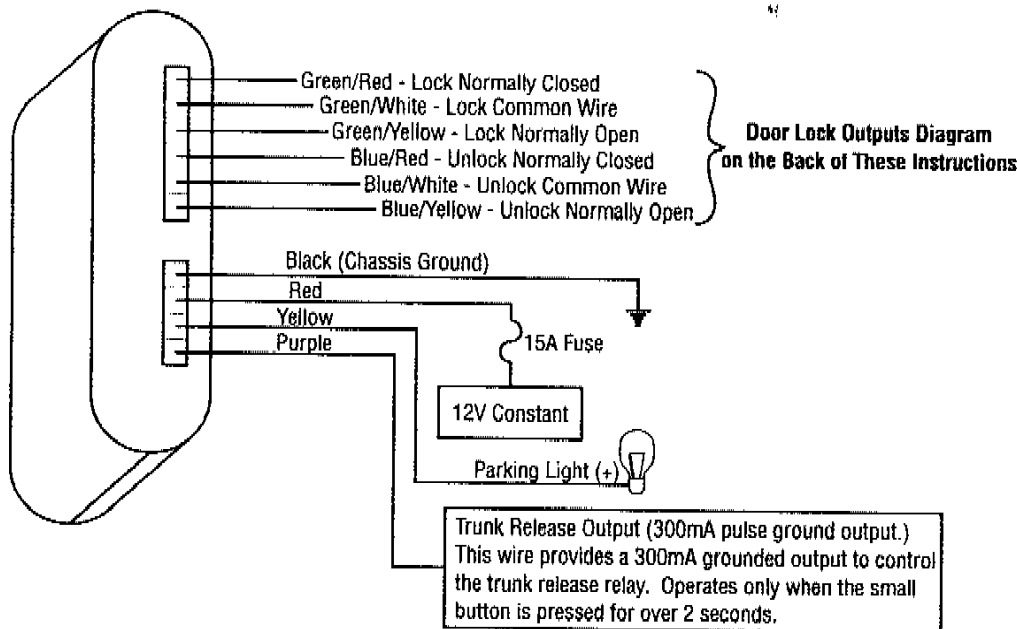 Green/Red - Lock Normally Closed
Green/White - Lock Common Wire
Green/Yellow - Lock Normally Open
Blue/Red - Unlock Normally Closed
Blue/White - Unlock Common Wire
Blue/Yellow - Unlock Normally Open
Door Lock Outputs Diagram
on the Back of These Instructions
Black (Chassis Ground)
Red
Yellow
Purple
15A Fuse
12V Constant
Parking Light (+)
Trunk Release Output (300mA pulse ground output.)
This wire provides a 300mA grounded output to control
the trunk release relay. Operates only when the small
button is pressed for over 2 seconds.